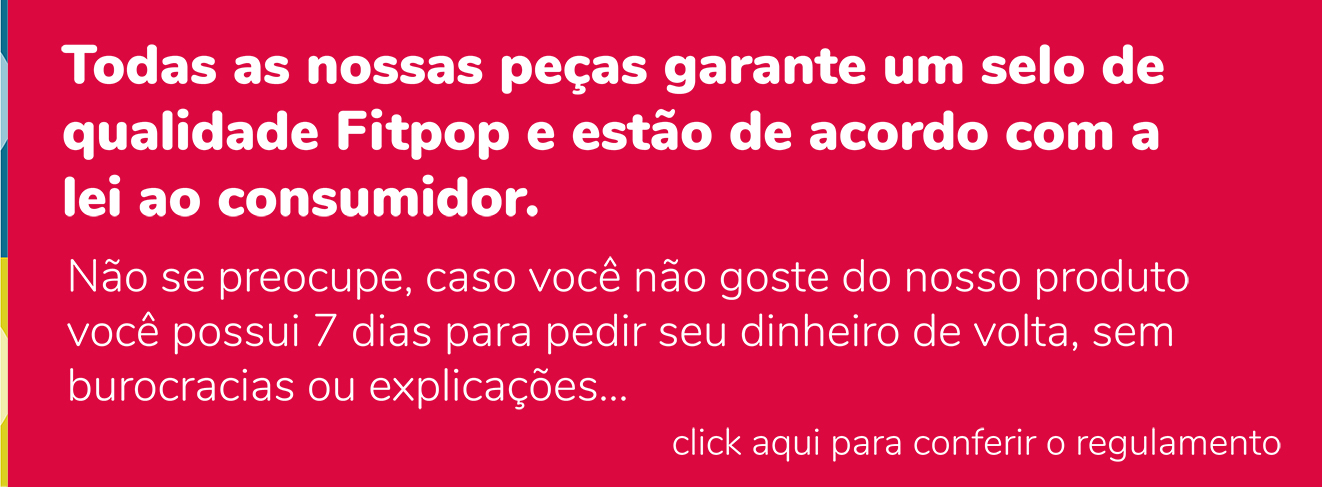 Todas as nossas peças garante um selo de
qualidade Fitpop e estão de acordo com a
lei ao consumidor.
Não se preocupe, caso você não goste do nosso produto
você possui 7 dias para pedir seu dinheiro de volta, sem
burocracias ou explicações...
click aqui para conferir o regulamento